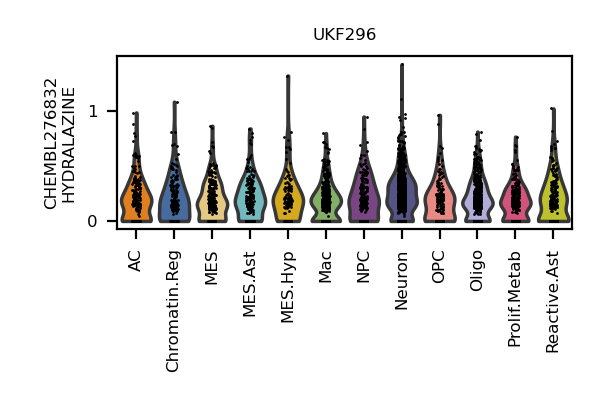 UKF296
CHEMBL276832
HYDRALAZINE
1
0
AC
Chromatin.Reg
MES
MES.Ast
MES.Hyp
Mac
NPC
Neuron
OPC
Oligo
Prolif.Metab
Reactive.Ast